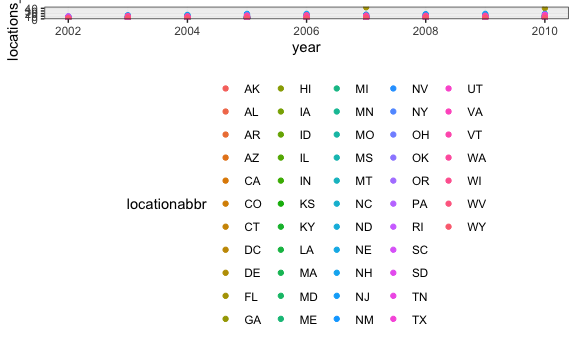 locations_
40
2002 2004 2006 2008 2010
year
locationabbr
AK HI MI NV UT
AL IA MN NY VA
AR ID MO OH VT
AZ IL MS OK WA
CA IN MT OR WI
CO KS NC PA WV
CT KY ND RI WY
DC LA NE SC
DE MA NH SD
FL MD NJ TN
GA ME NM TX